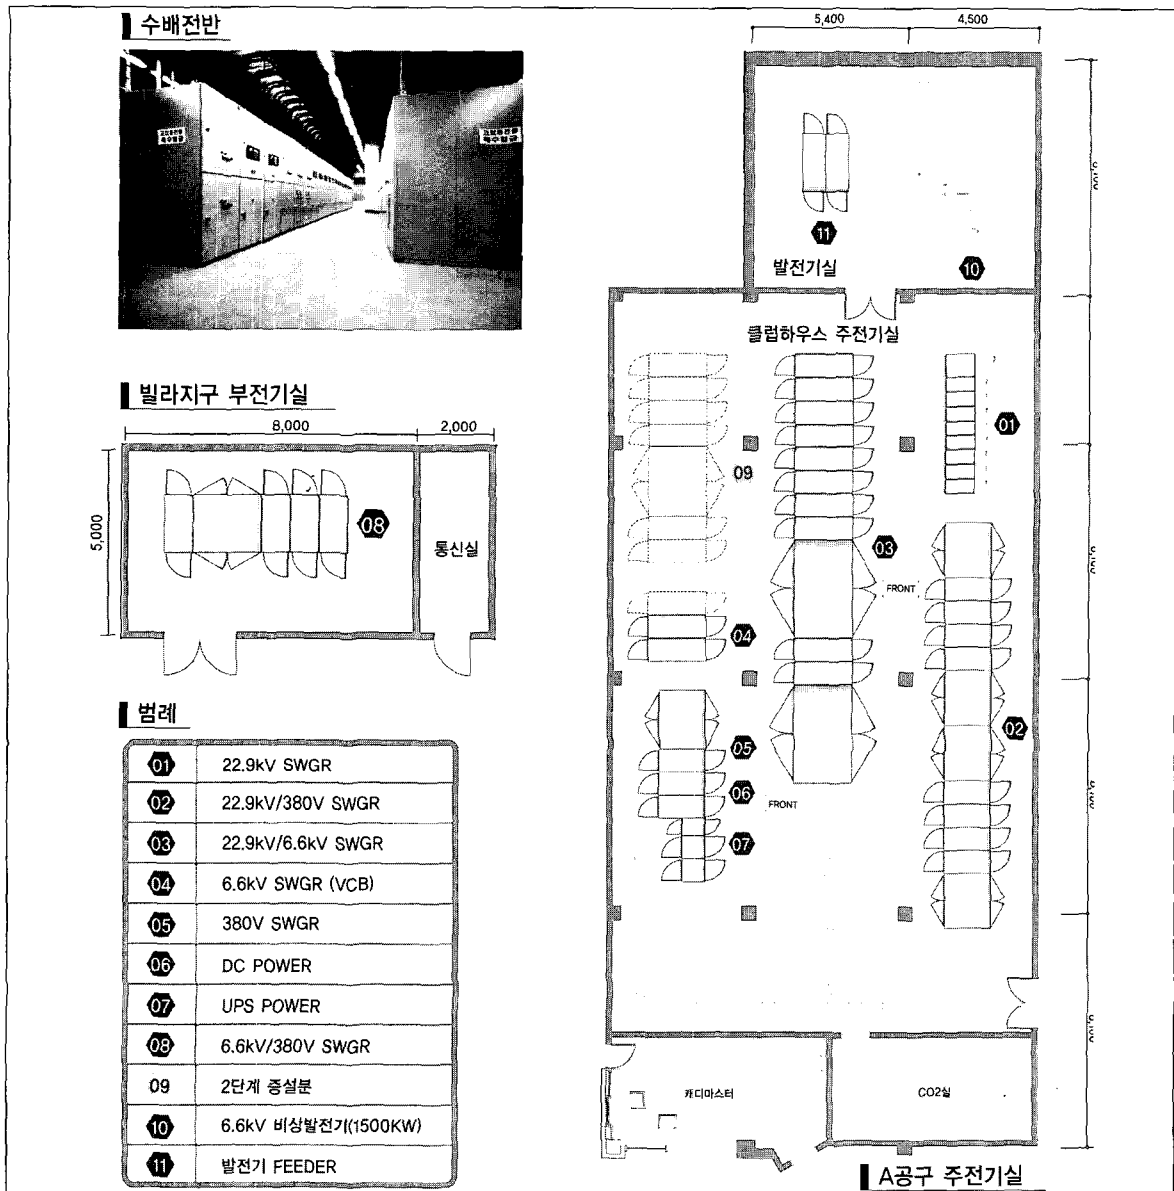 수배전반
빌라지구 부전기실
8,000
2,000
5,000
08
통신실
범례
01 22.9kV SWGR
02 22.9kV/380V SWGR
03 22.9kV/6.6kV SWGR
04 6.6kV SWGR (VCB)
05 380V SWGR
06 DC POWER
07 UPS POWER
08 6.6kV/380V SWGR
09 2단계 증설분
10 6.6kV 비상발전기(1500KW)
11 발전기 FEEDER
5,400
4,500
11
발전기실
10
클럽하우스 주전기실
01
09
03
FRONT
04
02
05
06
FRONT
07
캐디마스터
CO2실
A공구 주전기실